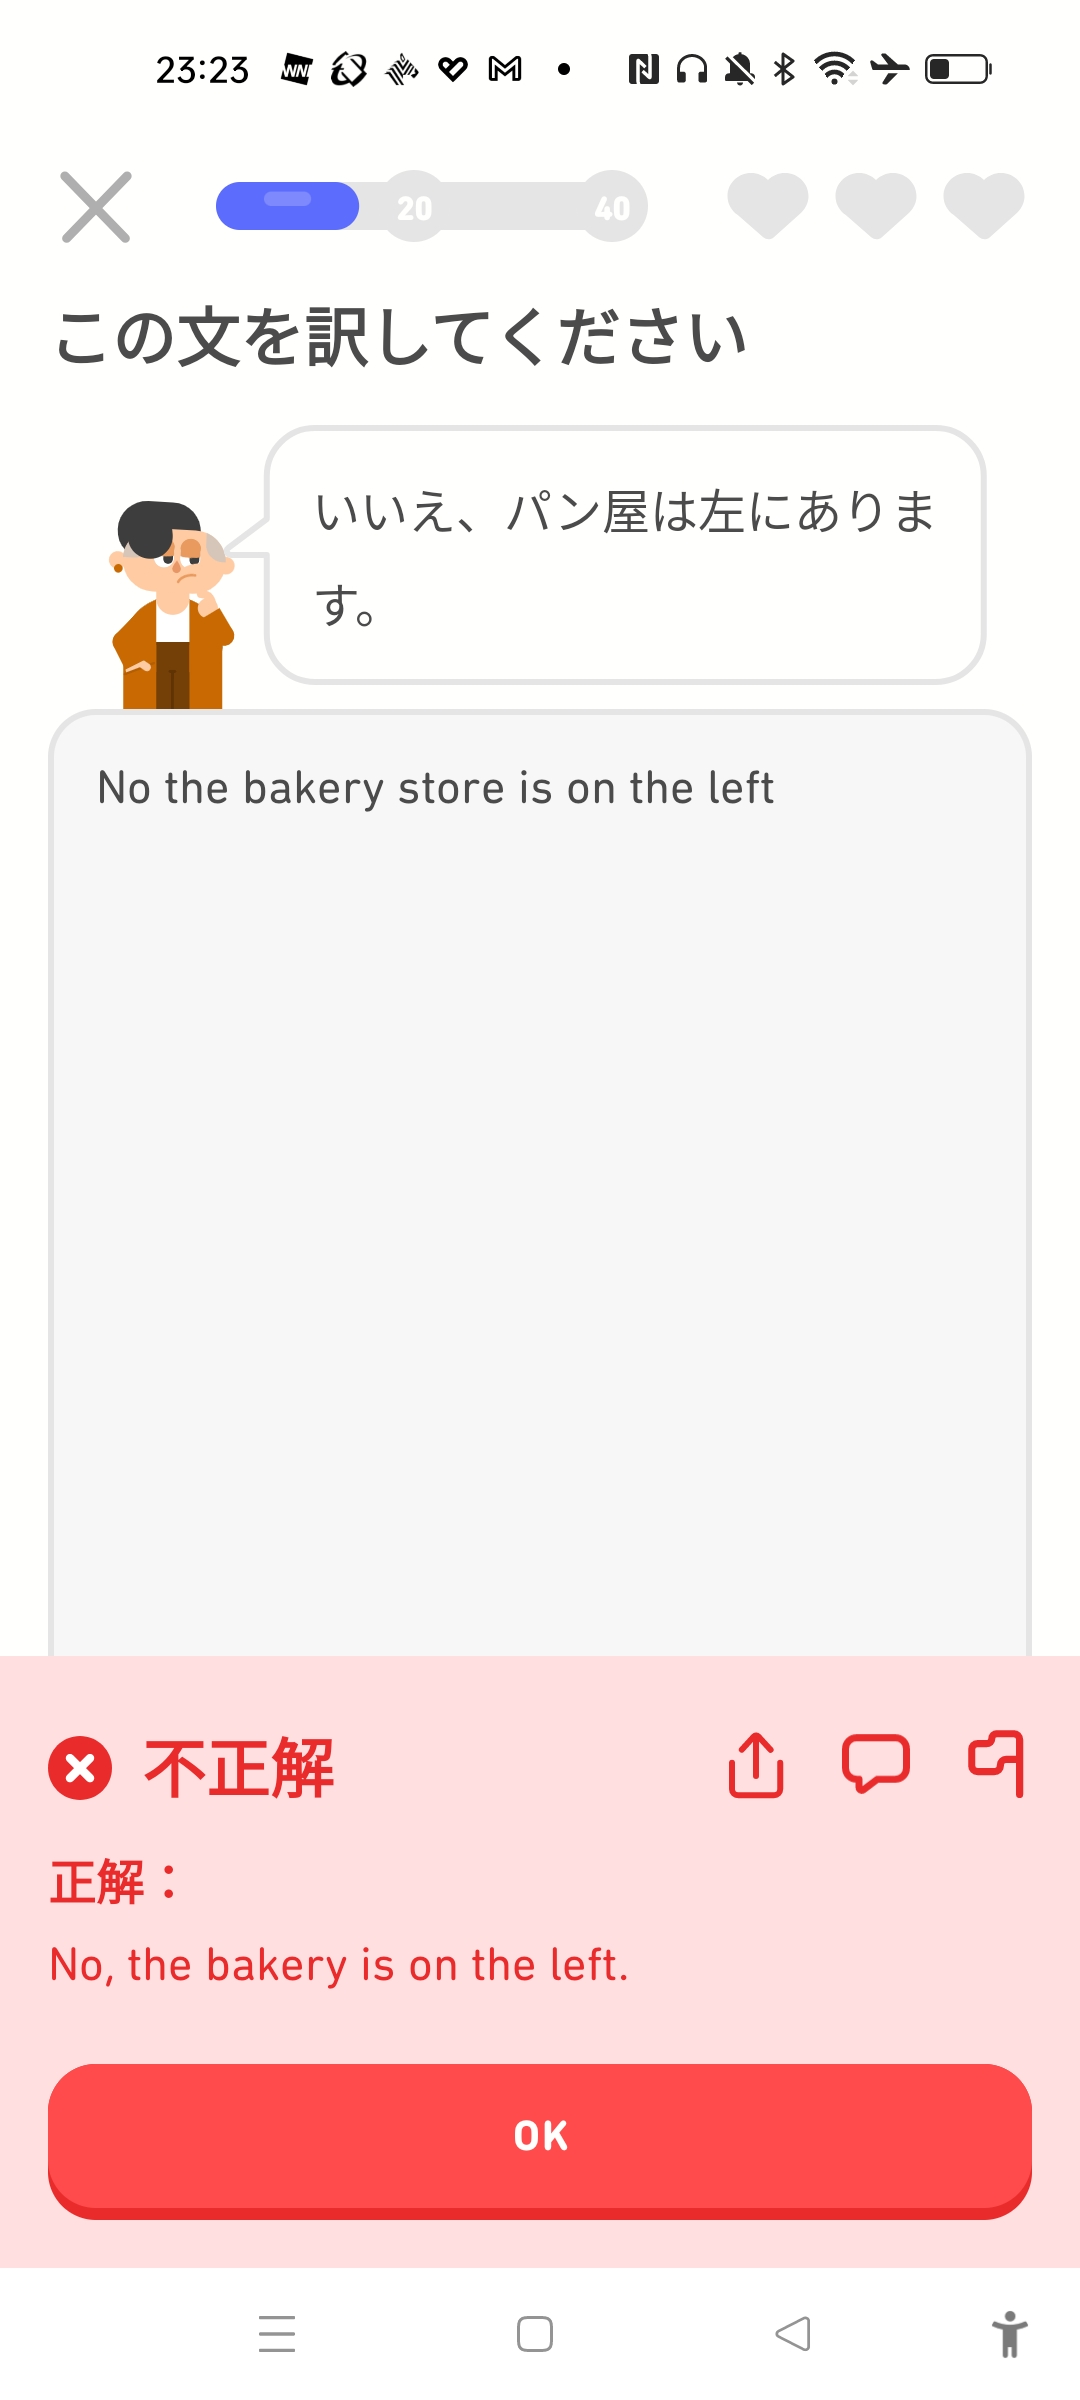 23:23
20
40
この文を訳してください
いいえ、パン屋は左にありま
す。
No the bakery store is on the left
不正解
正解：
No, the bakery is on the left.
OK